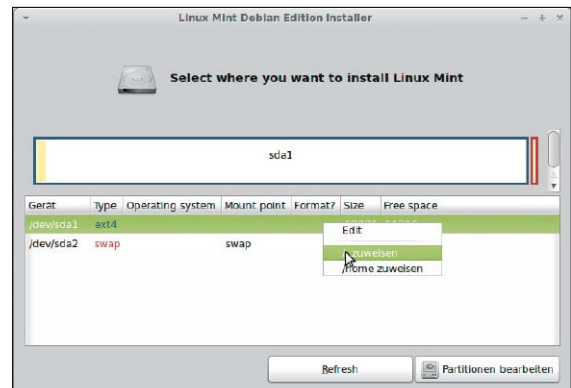 Linux Mint Debian Edition Installer
Select where you want to install Linux Mint
sda1
Gerät Type Operating system Mount point Format? Size Free space
/dev/sda1 ext4
Edit
/dev/sda2 swap swap
zuweisen
/home zuweisen
Refresh
Partitionen bearbeiten